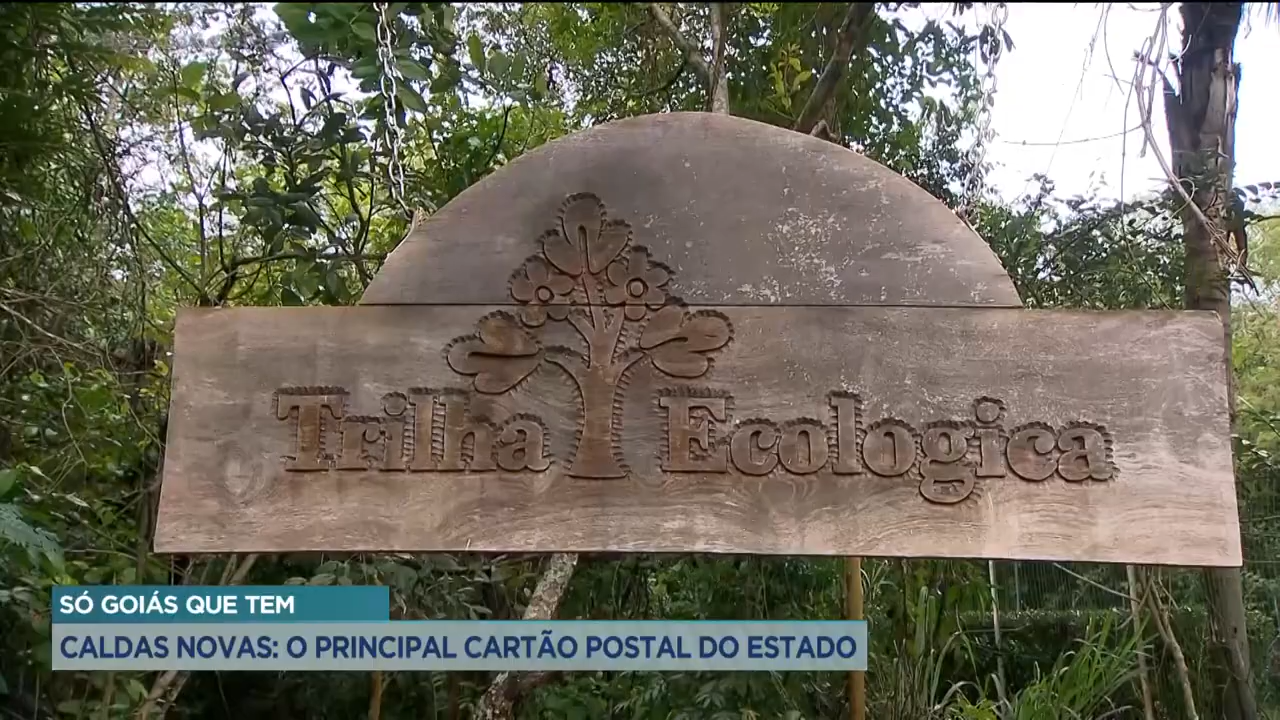 Trilha Ecologica
SÓ GOIÁS QUE TEM
CALDAS NOVAS: O PRINCIPAL CARTÃO POSTAL DO ESTADO